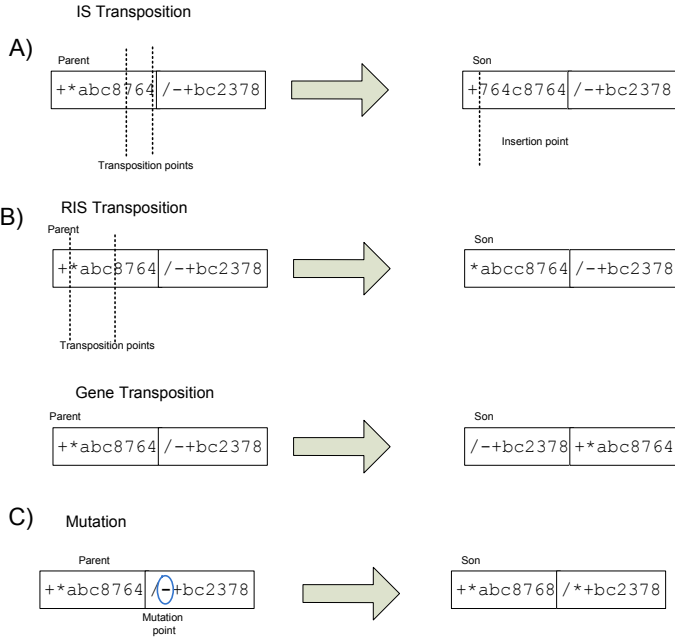 IS Transposition
A)
Parent
Son
+*abc8764 /-+bc2378
+764c8764 /-+bc2378
Insertion point
Transposition points
RIS Transposition
B)
Parent
Son
+*abc8764 /-+bc2378
*abcc8764 /-+bc2378
Transposition points
Gene Transposition
Parent
Son
+*abc8764 /-+bc2378
/-+bc2378 +*abc8764
C)
Mutation
Parent
Son
+*abc8764 /-+bc2378
+*abc8768 /*+bc2378
Mutation
point